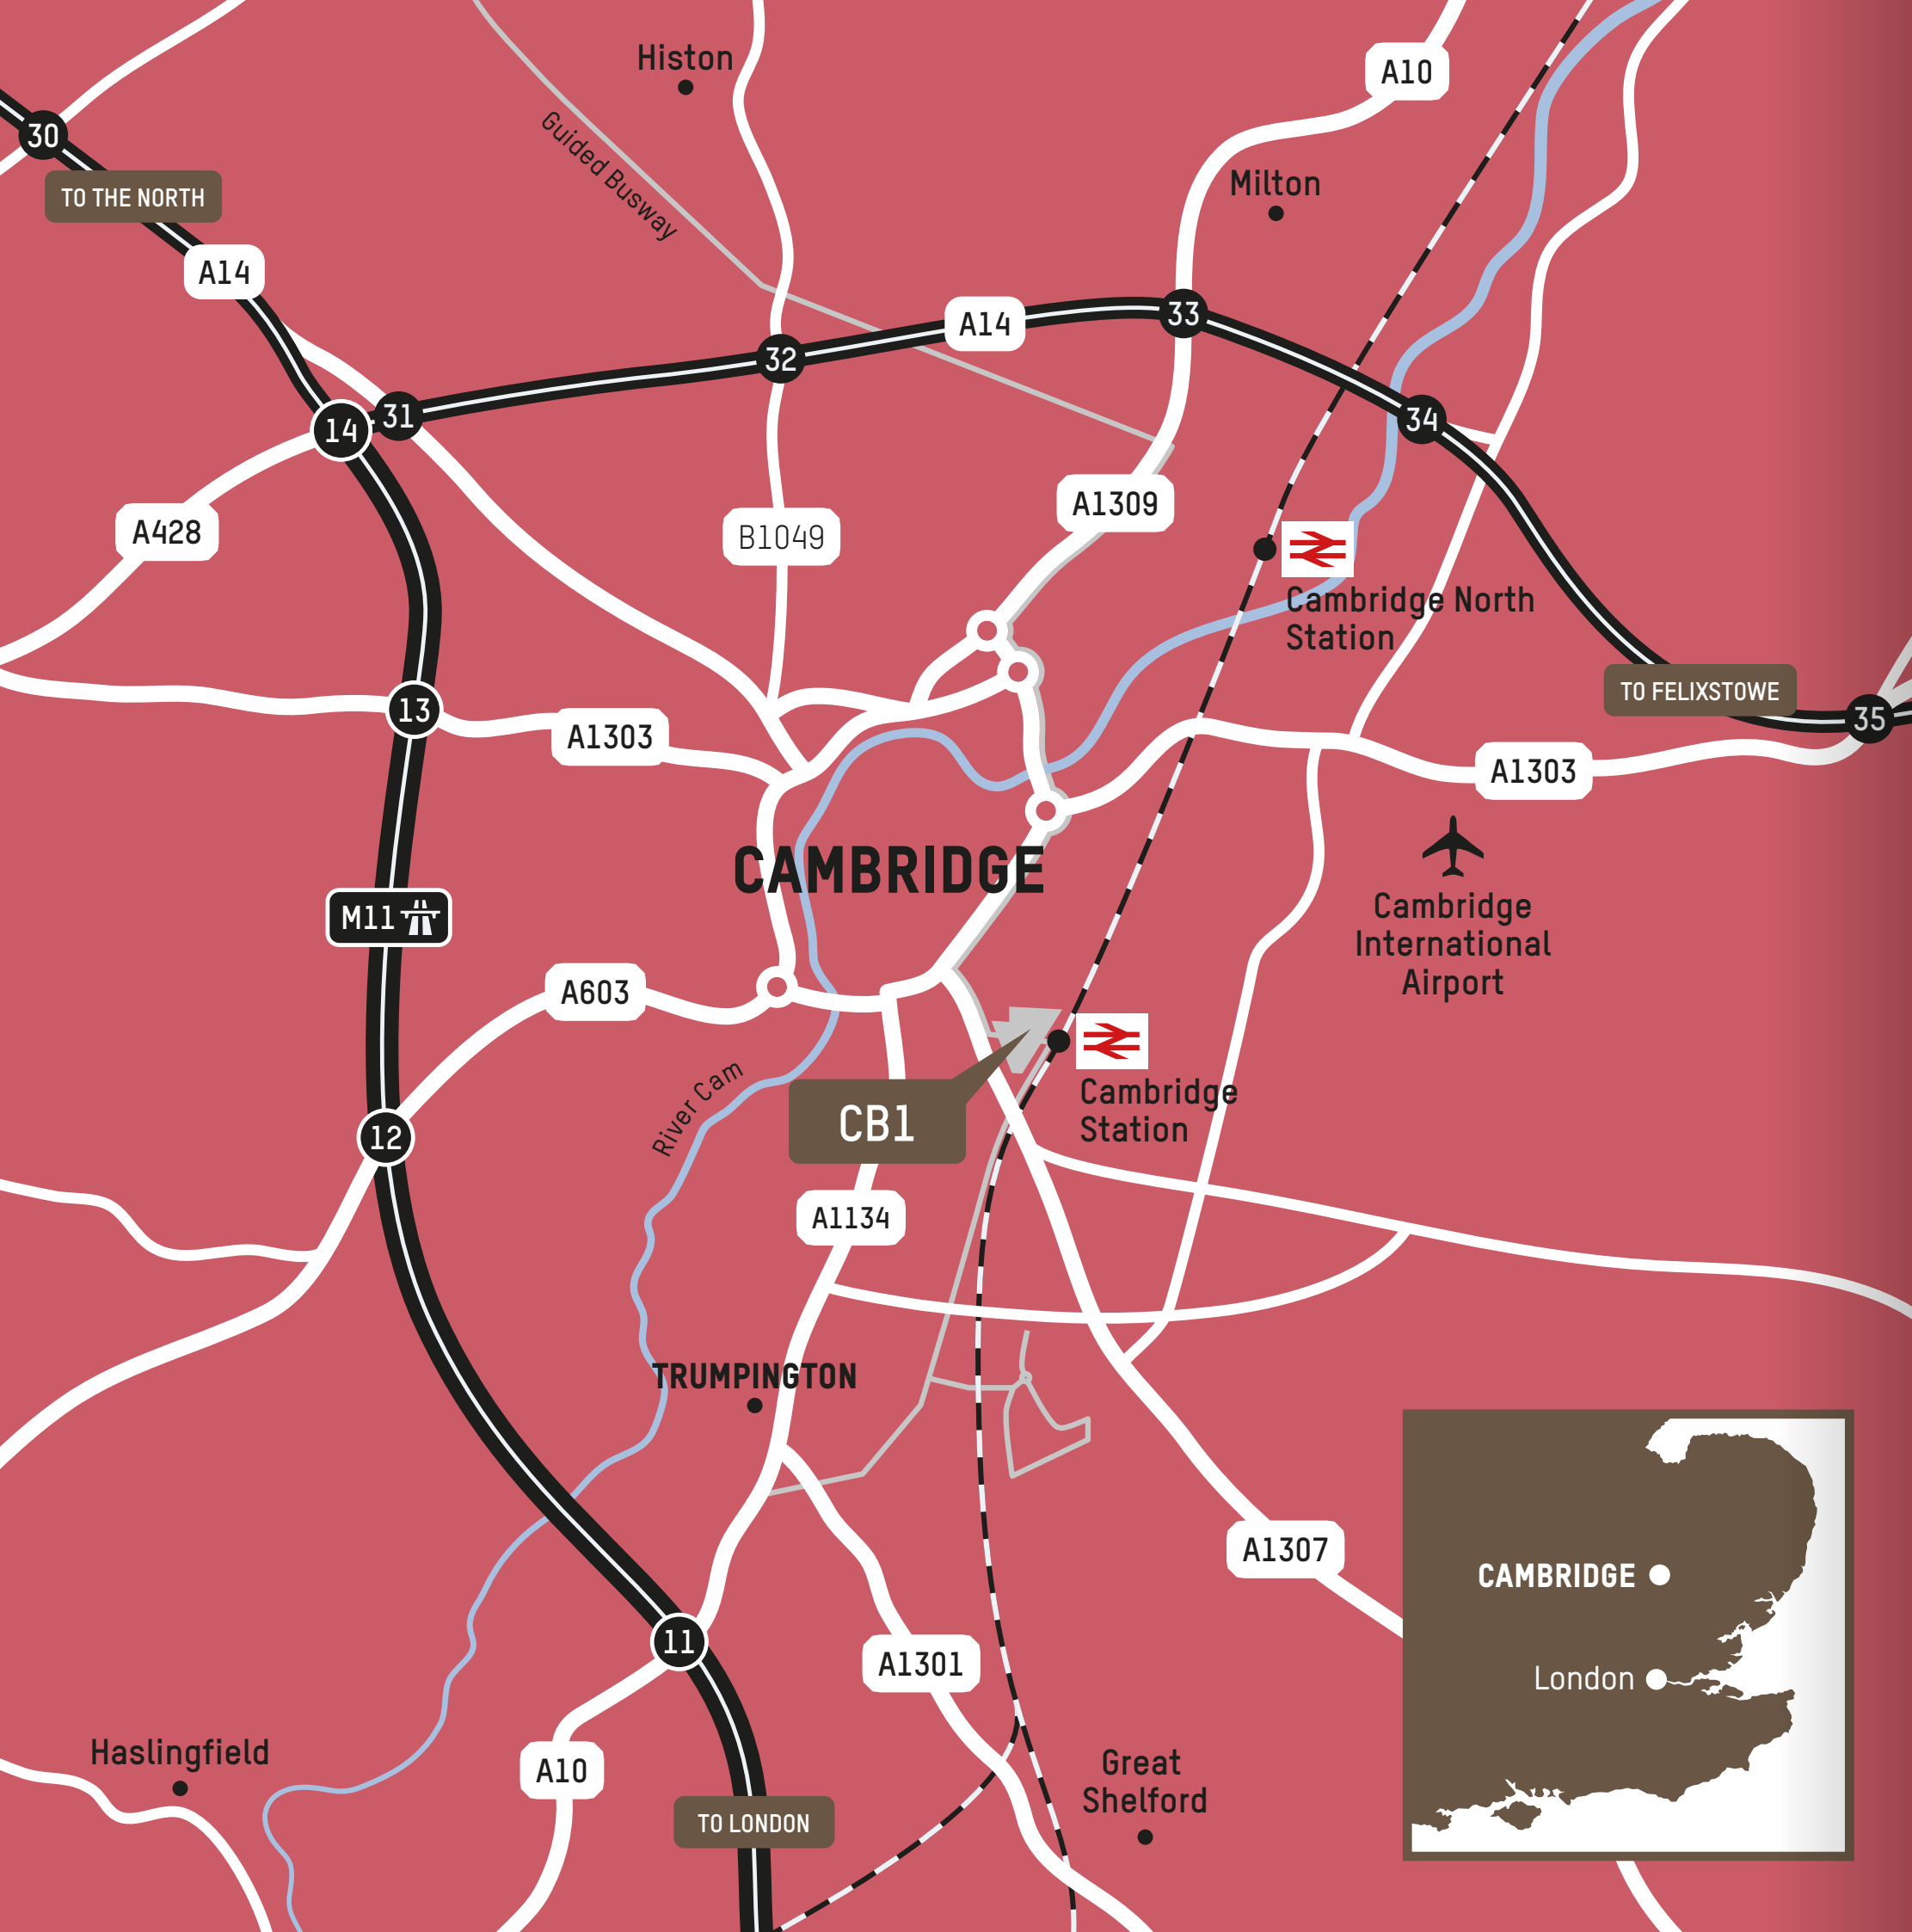 Histon
A10
30
Guided Busway
TO THE NORTH
Milton
A14
33
A14
32
31
14
34
A1309
A428
B1049
Cambridge North
Station
TO FELIXSTOWE
13
35
A1303
A1303
CAMBRIDGE
M11
Cambridge
International
Airport
A603
River Cam
Cambridge
Station
CB1
12
A1134
TRUMPINGTON
A1307
CAMBRIDGE
11
A1301
London
Haslingfield
A10
Great
Shelford
TO LONDON